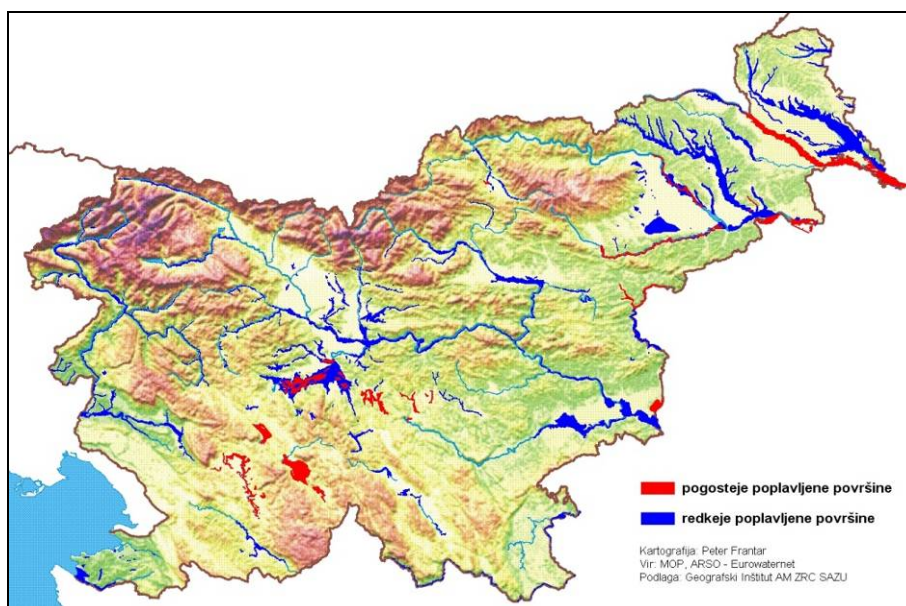 pogosteje poplavljene površine
redkeje poplavljene površine
Kartografija: Peter Frantar
Vir: MOP, ARSO - Eurowaternet
Podlaga: Geografski Inštitut AM ZRC SAZU